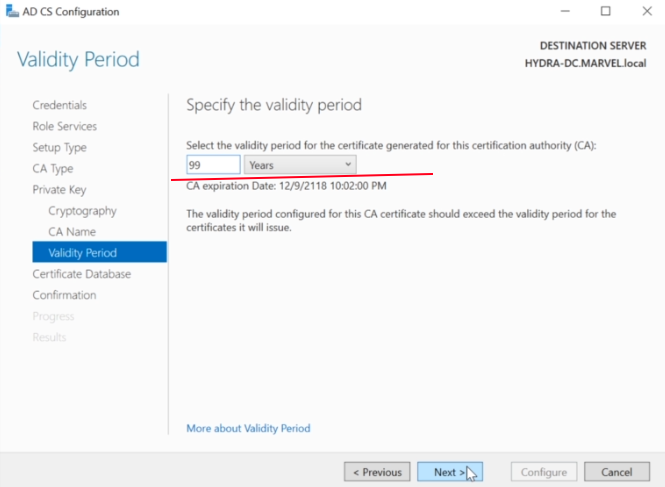 AD CS Configuration
Validity Period
DESTINATION SERVER
HYDRA-DC.MARVEL.local
Credentials
Role Services
Setup Type
CA Type
Private Key
Cryptography
CA Name
Validity Period
Certificate Database
Confirmation
Progress
Results
Specify the validity period
Select the validity period for the certificate generated for this certification authority (CA):
99 Years
CA expiration Date: 12/9/2118 10:02:00 PM
The validity period configured for this CA certificate should exceed the validity period for the
certificates it will issue.
More about Validity Period
< Previous Next > Configure Cancel